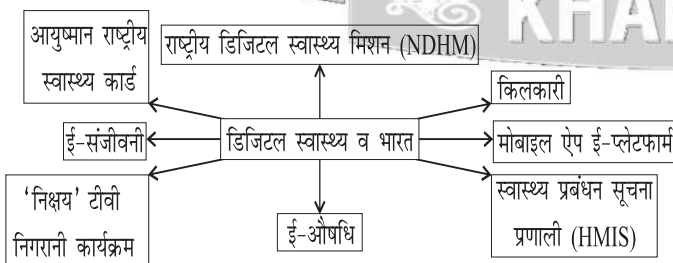 KHA
आयुष्मान राष्ट्रीय
स्वास्थ्य कार्ड
राष्ट्रीय डिजिटल स्वास्थ्य मिशन (NDHM)
किलकारी
ई-संजीवनी
डिजिटल स्वास्थ्य व भारत
मोबाइल ऐप ई-प्लेटफार्म
'निक्षय' टीवी
निगरानी कार्यक्रम
ई-औषधि
स्वास्थ्य प्रबंधन सूचना
प्रणाली (HMIS)